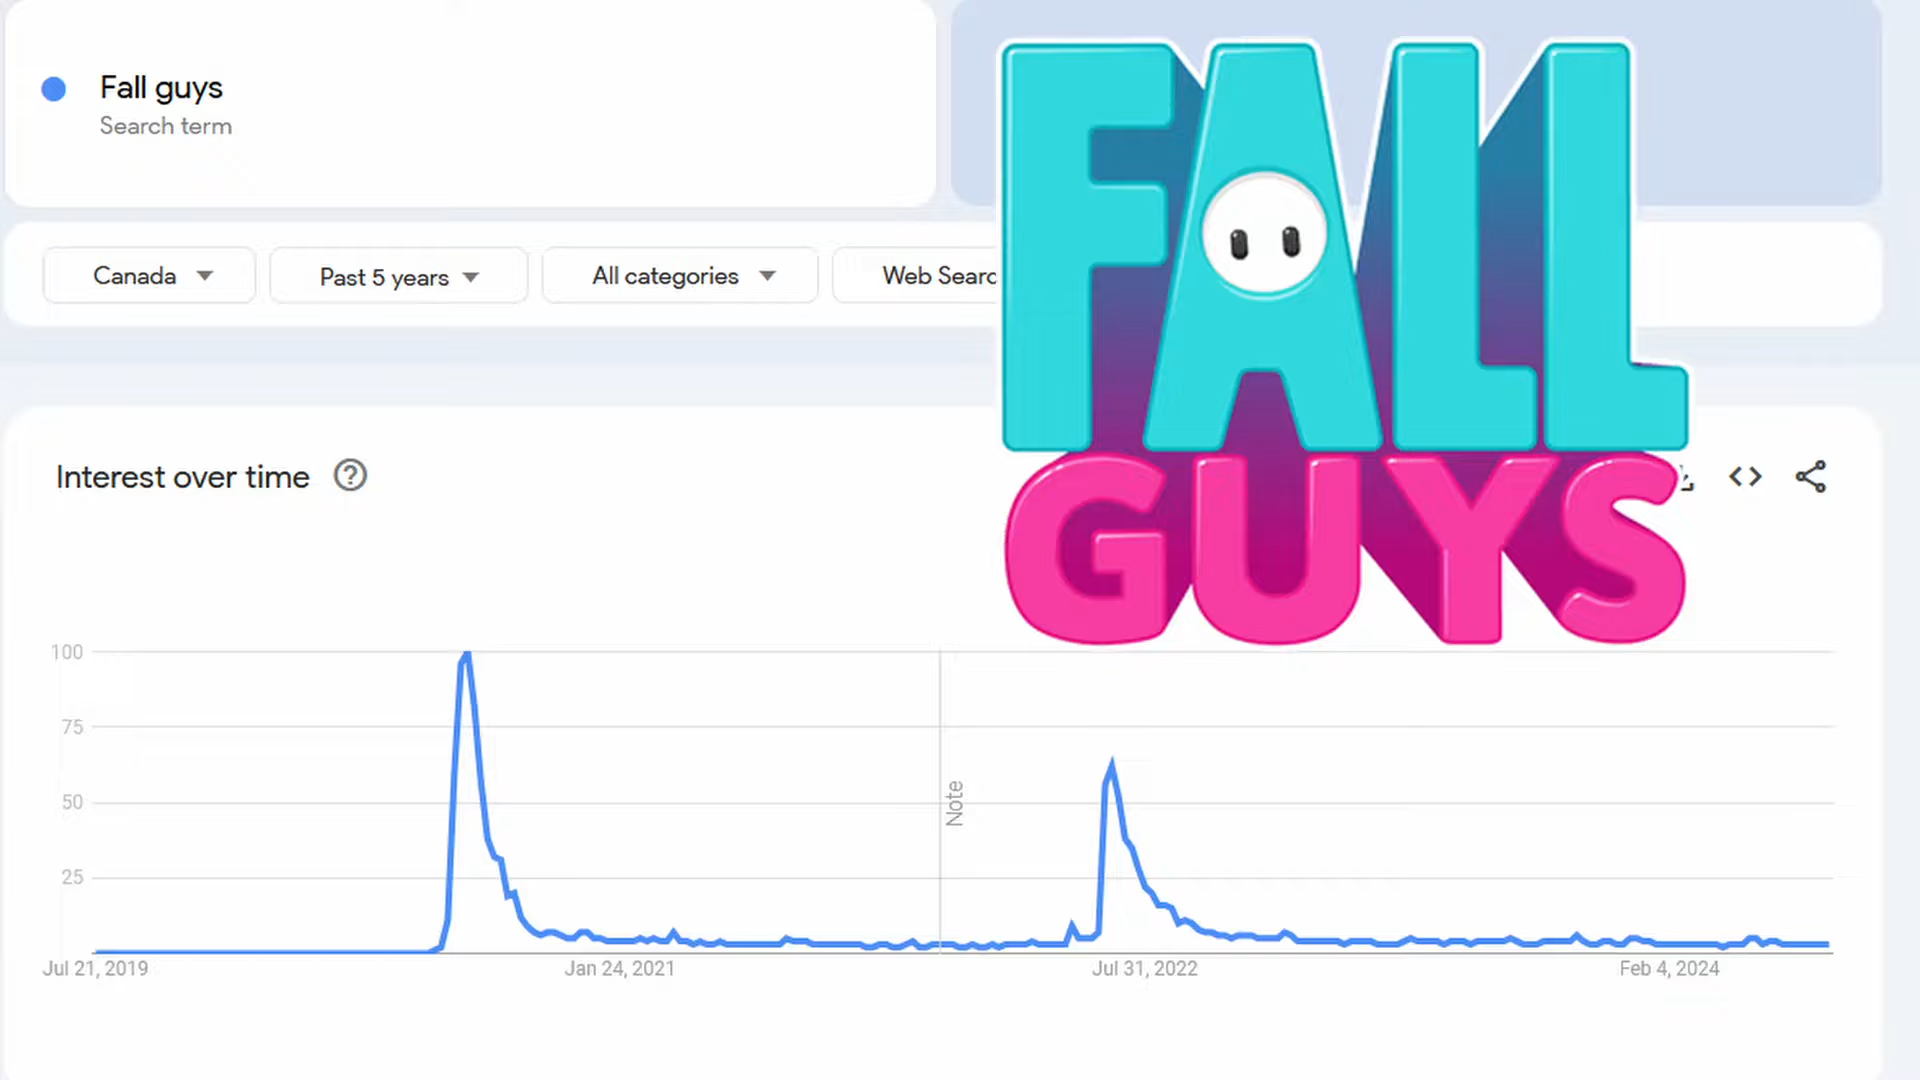 Fall guys
Search term
FALL
GUYS
Canada
Past 5 years
All categories
Web Searc
Interest over time
?
100
75
50
25
Note
Jul 21, 2019
Jan 24, 2021
Jul 31, 2022
Feb 4, 2024